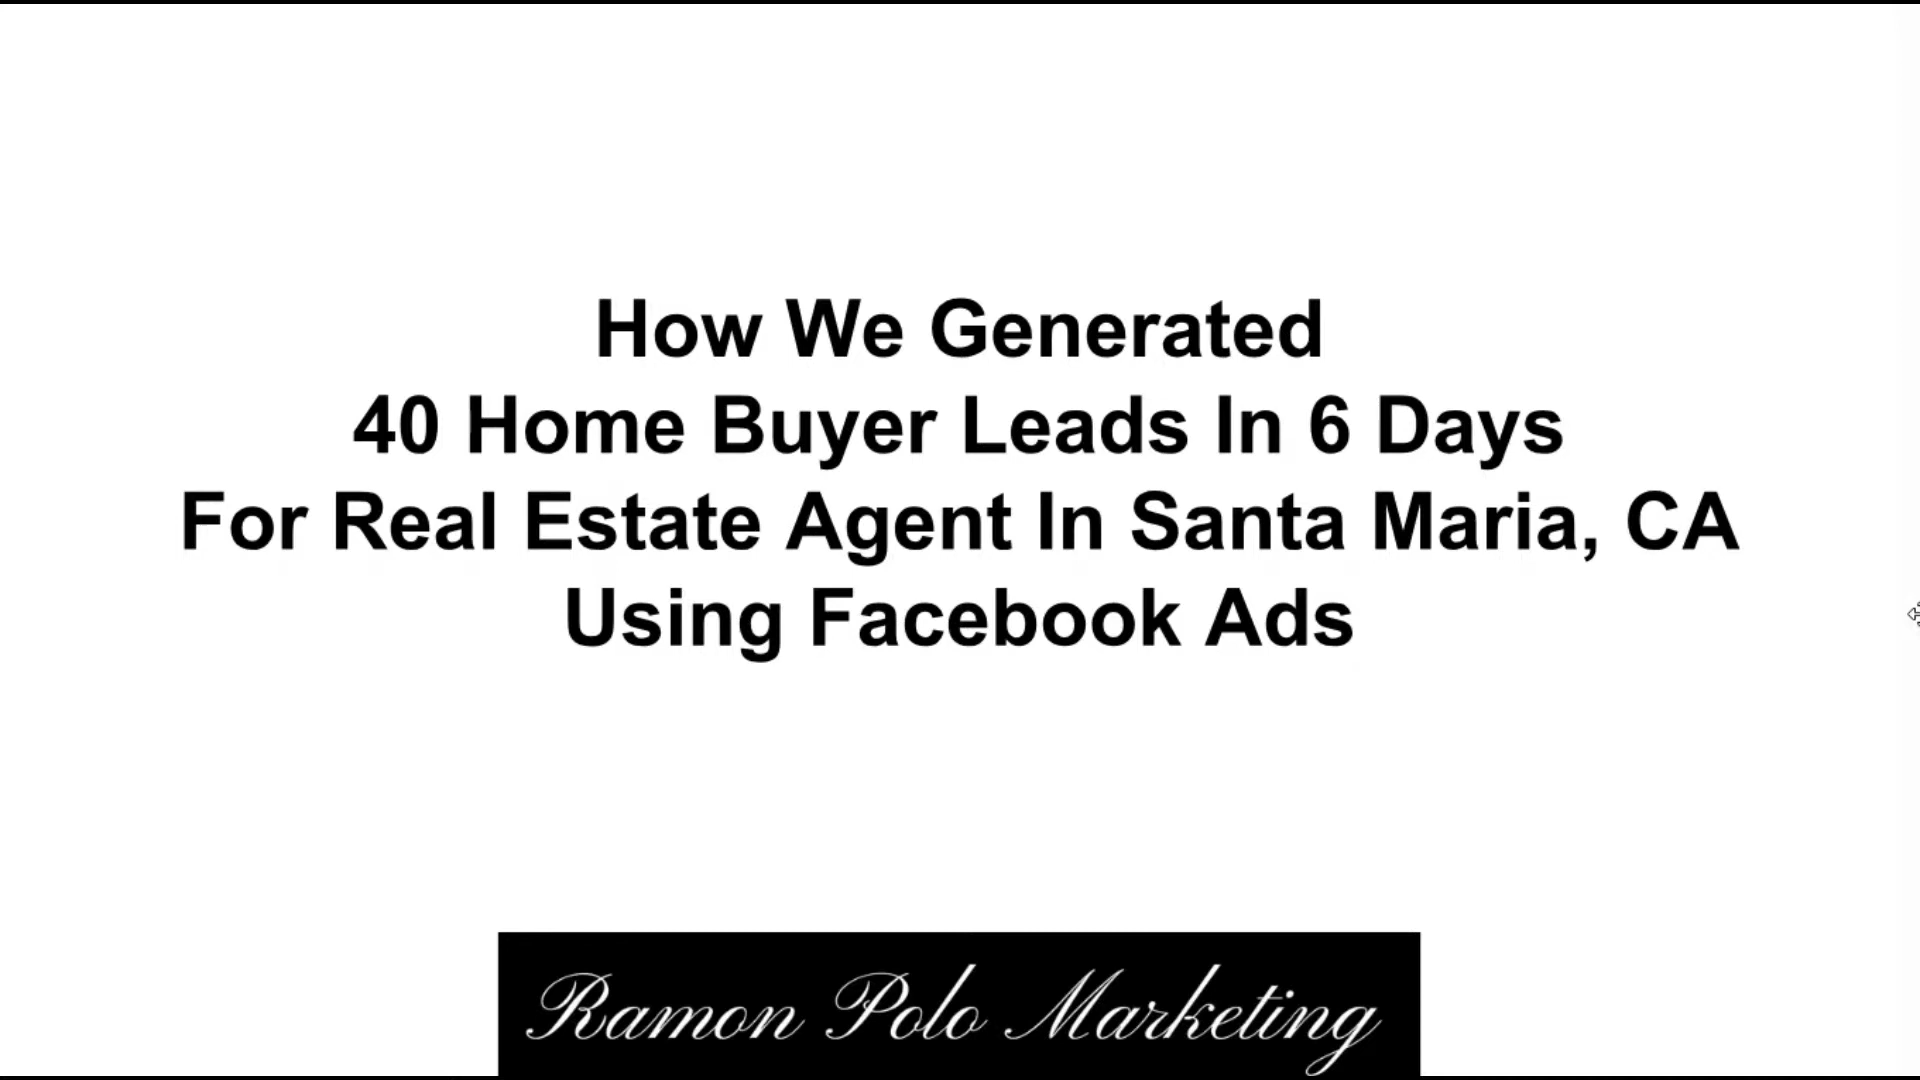 How We Generated
40 Home Buyer Leads In 6 Days
For Real Estate Agent In Santa Maria, CA
Using Facebook Ads
Ramon Polo Marketing